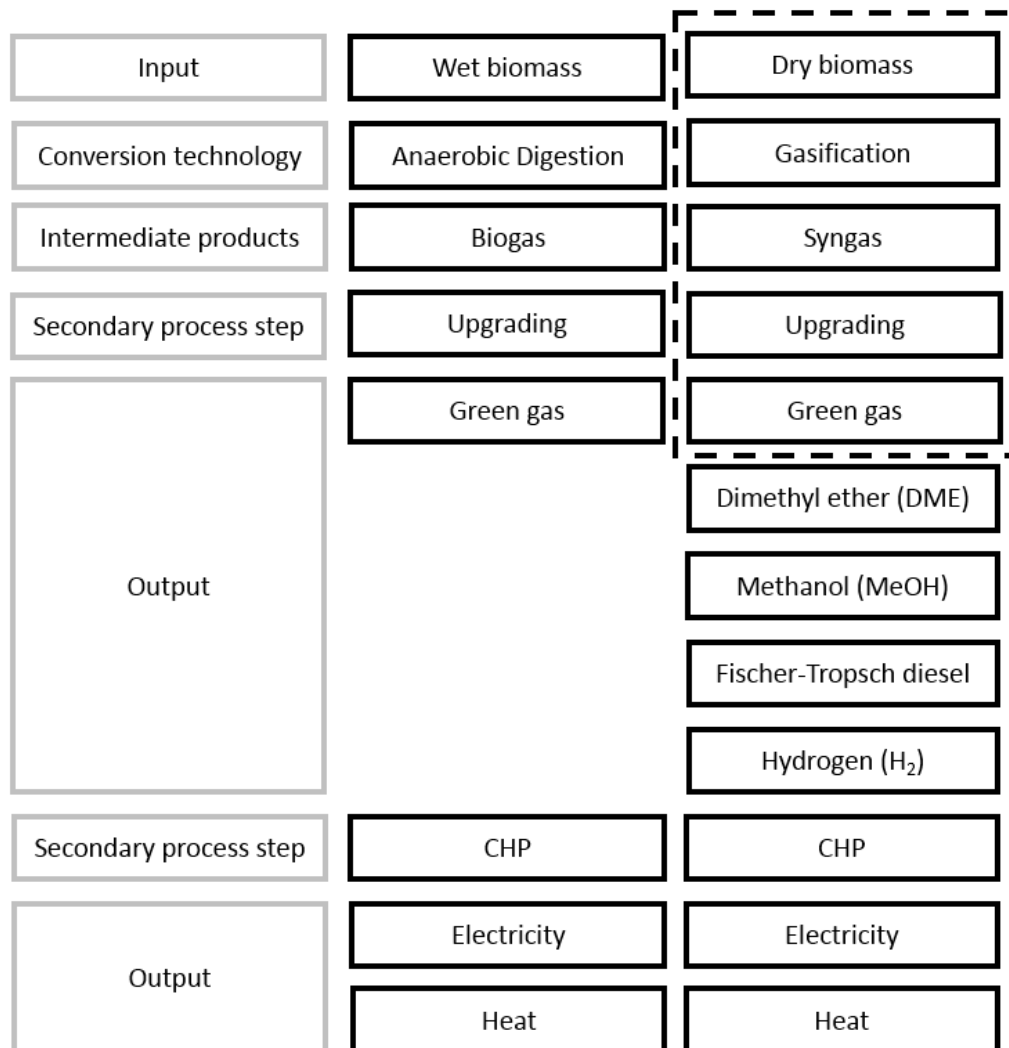 Input
Wet biomass
Dry biomass
Conversion technology
Anaerobic Digestion
Gasification
Intermediate products
Biogas
Syngas
Secondary process step
Upgrading
Upgrading
Output
Green gas
Green gas
Dimethyl ether (DME)
Methanol (MeOH)
Fischer-Tropsch diesel
Hydrogen (H₂)
Secondary process step
CHP
CHP
Output
Electricity
Electricity
Heat
Heat